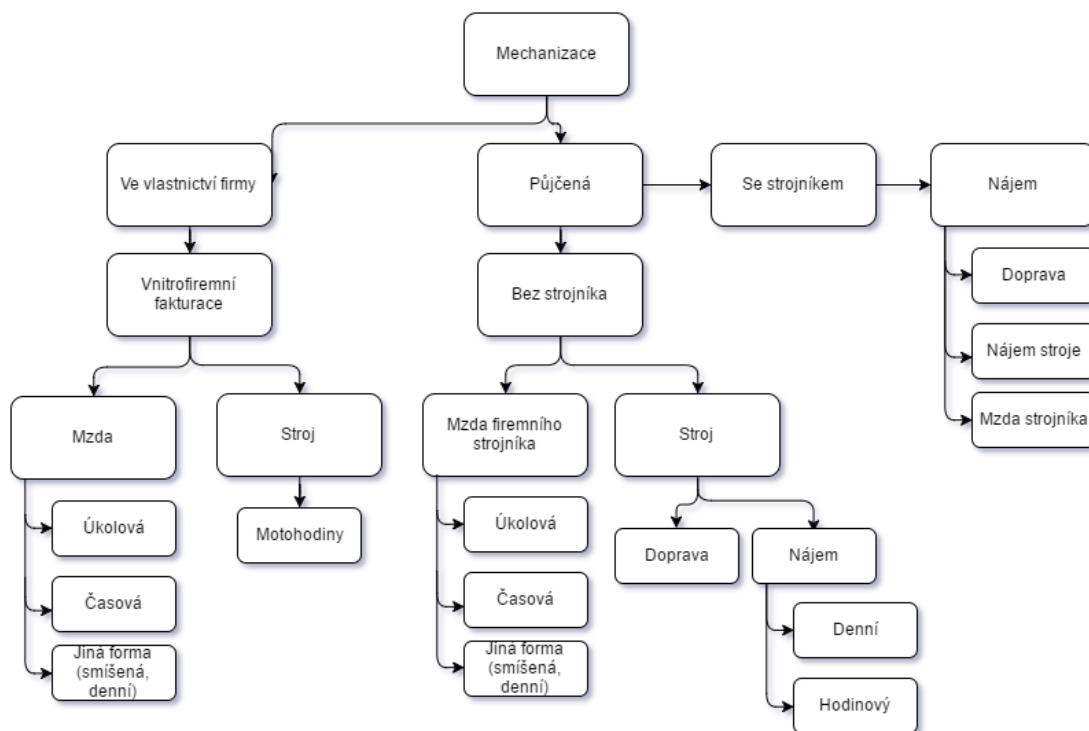 Mechanizace
Ve vlastnictví firmy
Půjčená
Se strojníkem
Nájem
Vnitrofiremní
fakturace
Bez strojníka
Doprava
Nájem stroje
Mzda strojníka
Mzda
Stroj
Mzda firemního
strojníka
Stroj
Úkolová
Motohodiny
Úkolová
Doprava
Nájem
Časová
Časová
Denní
Jiná forma
(smíšená,
denní)
Jiná forma
(smíšená,
denní)
Hodinový